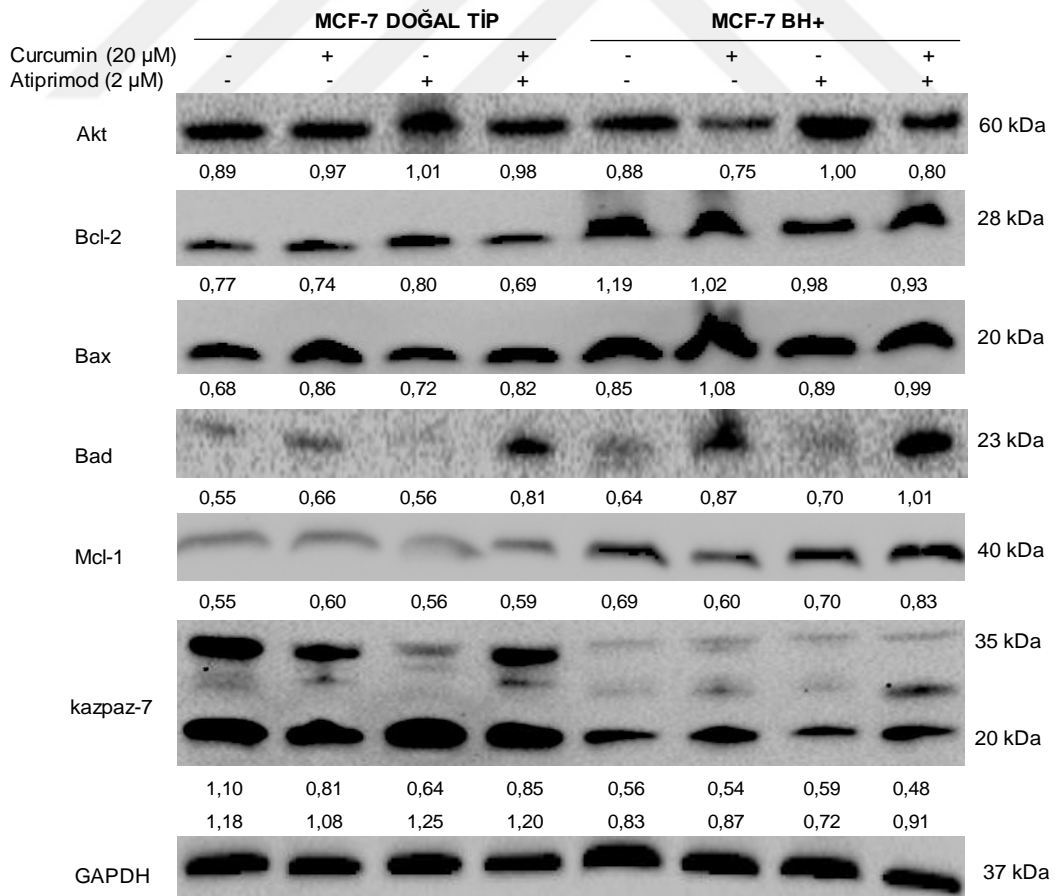 MCF-7 DOĞAL TİP MCF-7 BH+
Curcumin (20 µM) - + - + - + - +
Atiprimod (2 µM) - - + + - - + +
Akt 60 kDa
0,89 0,97 1,01 0,98 0,88 0,75 1,00 0,80
Bcl-2 28 kDa
0,77 0,74 0,80 0,69 1,19 1,02 0,98 0,93
Bax 20 kDa
0,68 0,86 0,72 0,82 0,85 1,08 0,89 0,99
Bad 23 kDa
0,55 0,66 0,56 0,81 0,64 0,87 0,70 1,01
Mcl-1 40 kDa
0,55 0,60 0,56 0,59 0,69 0,60 0,70 0,83
35 kDa
kazpaz-7
20 kDa
1,10 0,81 0,64 0,85 0,56 0,54 0,59 0,48
1,18 1,08 1,25 1,20 0,83 0,87 0,72 0,91
GAPDH 37 kDa